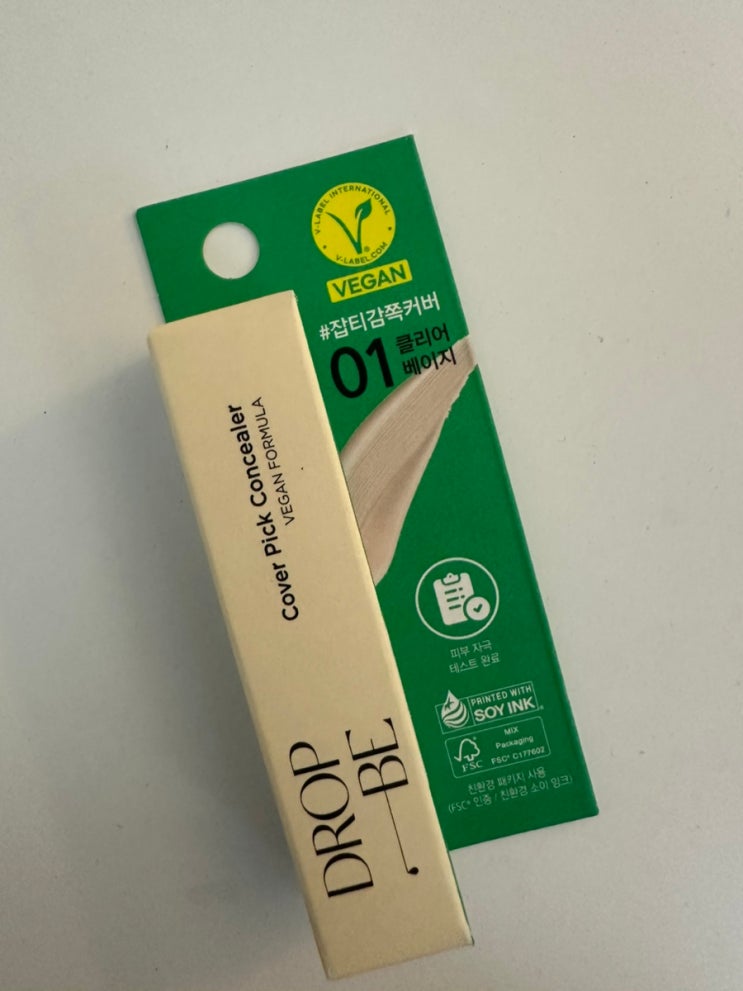 V-LABEL INTERNATIONAL
V-LABEL.COM
VEGAN
#잡티감쪽커버
01 클리어
베이지
Cover Pick Concealer
VEGAN FORMULA
DROP
BE
피부 자극
테스트 완료
PRINTED WITH
SOY INK
FSC
MIX
Packaging
FSC® C177602
친환경 패키지 사용
(FSC® 인증 / 친환경 소이 잉크)